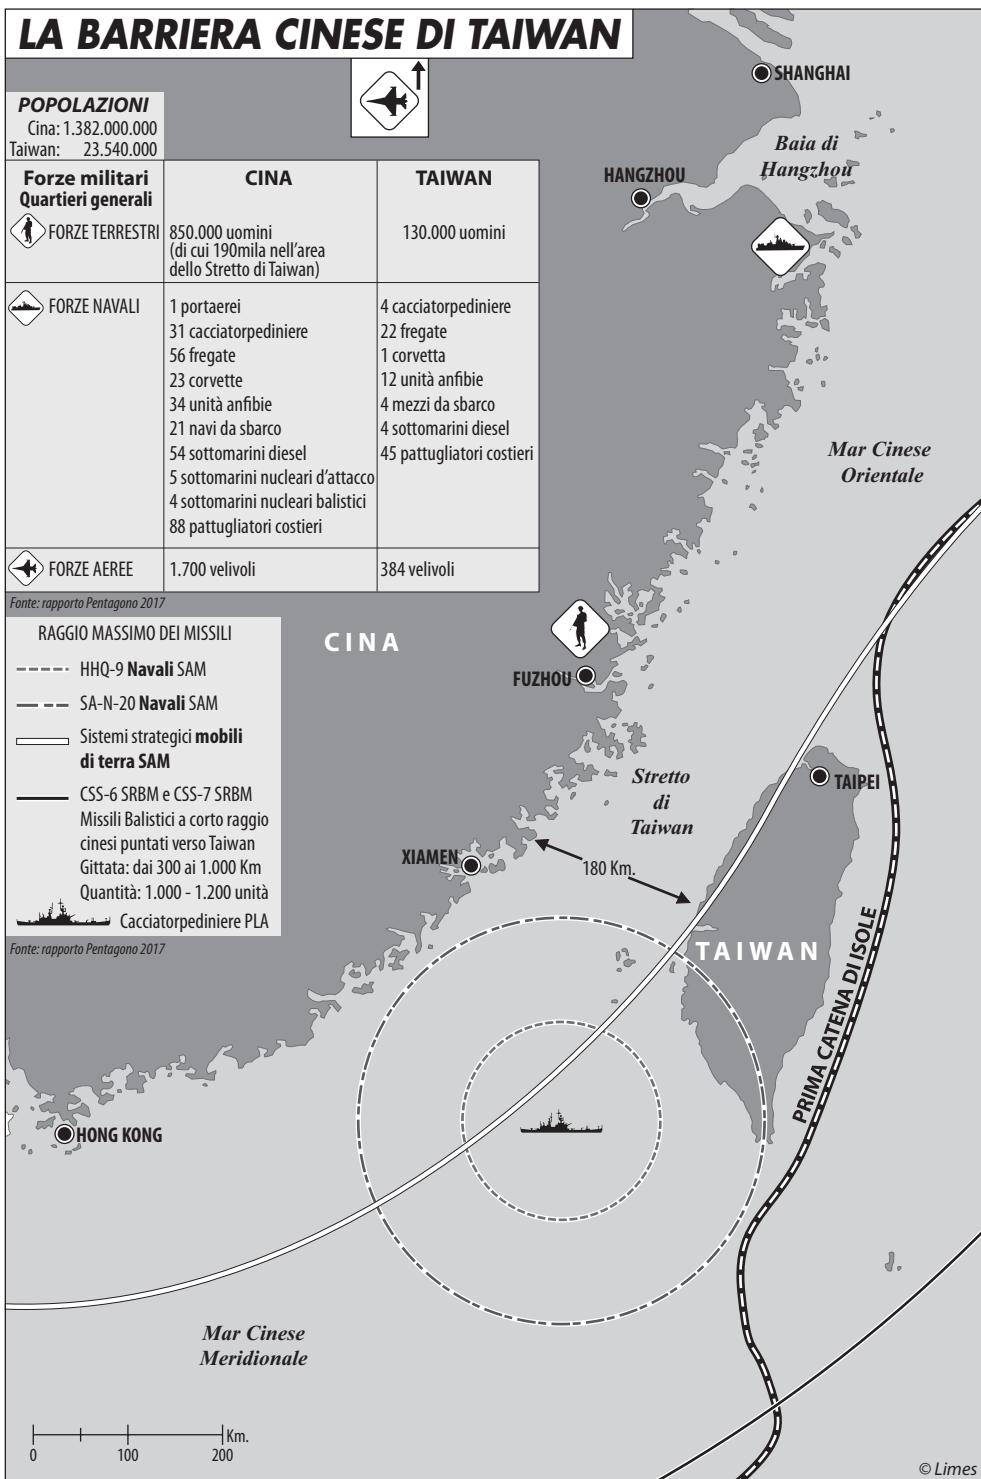 LA BARRIERA CINESE DI TAIWAN
POPOLAZIONI
Cina: 1.382.000.000
Taiwan: 23.540.000
Forze militari
Quartieri generali
CINA
TAIWAN
FORZE TERRESTRI
850.000 uomini
(di cui 190mila nell'area
dello Stretto di Taiwan)
130.000 uomini
FORZE NAVALI
1 portaerei
31 cacciatorpediniere
56 fregate
23 corvette
34 unità anfibie
21 navi da sbarco
54 sottomarini diesel
5 sottomarini nucleari d'attacco
4 sottomarini nucleari balistici
88 pattugliatori costieri
4 cacciatorpediniere
22 fregate
1 corvetta
12 unità anfibie
4 mezzi da sbarco
4 sottomarini diesel
45 pattugliatori costieri
FORZE AEREE
1.700 velivoli
384 velivoli
Fonte: rapporto Pentagono 2017
RAGGIO MASSIMO DEI MISSILI
HHQ-9 Navali SAM
SA-N-20 Navali SAM
Sistemi strategici mobili
di terra SAM
CSS-6 SRBM e CSS-7 SRBM
Missili Balistici a corto raggio
cinesi puntati verso Taiwan
Gittata: dai 300 ai 1.000 Km
Quantità: 1.000 - 1.200 unità
Cacciatorpediniere PLA
Fonte: rapporto Pentagono 2017
SHANGHAI
Baia di
Hangzhou
HANGZHOU
Mar Cinese
Orientale
CINA
FUZHOU
Stretto
di
Taiwan
TAIPEI
XIAMEN
180 Km.
TAIWAN
PRIMA CATENA DI ISOLE
HONG KONG
Mar Cinese
Meridionale
Km.
0 100 200
© Limes